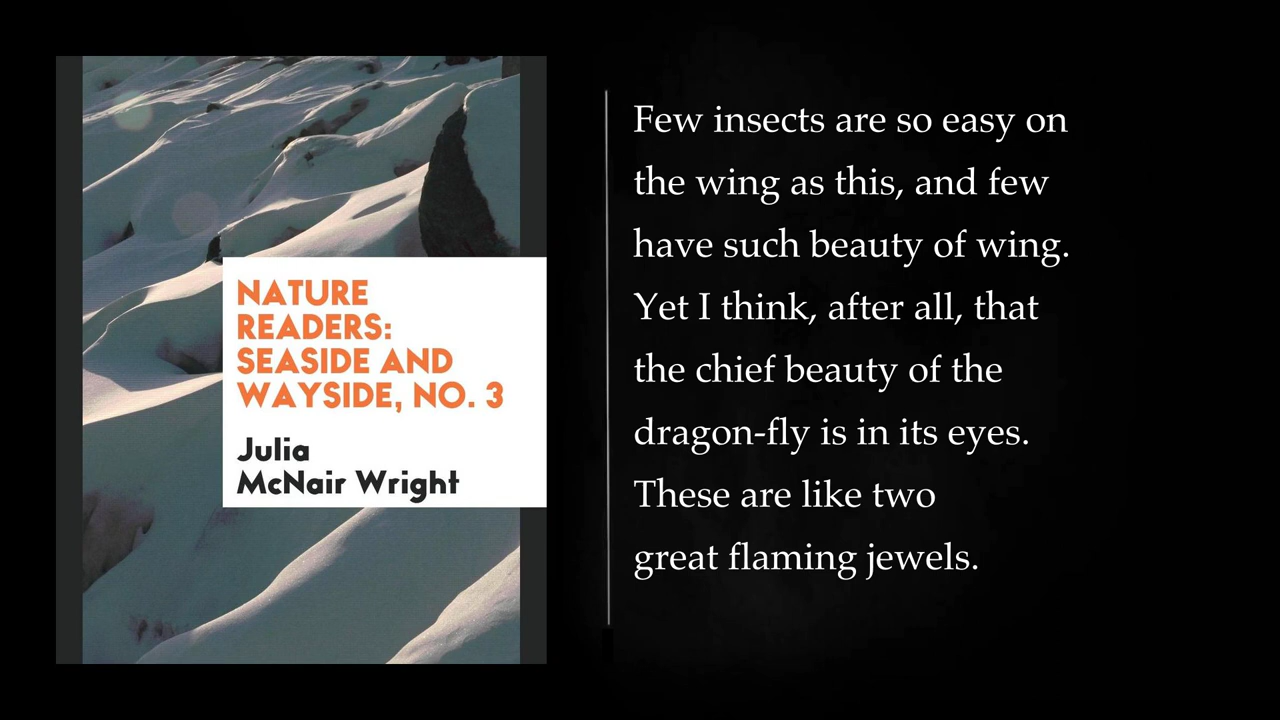 NATURE
READERS:
SEASIDE AND
WAYSIDE, NO. 3
Julia
McNair Wright
Few insects are so easy on
the wing as this, and few
have such beauty of wing.
Yet I think, after all, that
the chief beauty of the
dragon-fly is in its eyes.
These are like two
great flaming jewels.